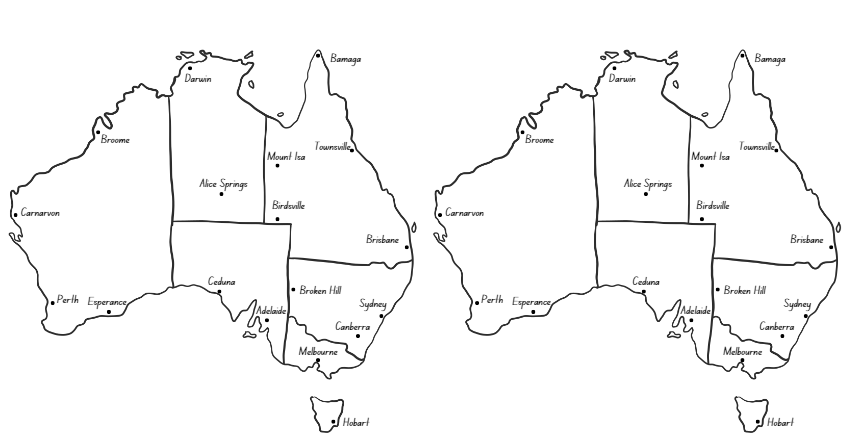 Bamaga
Darwin
Broome
Townsville
Mount Isa
Alice Springs
Birdsville
Carnarvon
Brisbane
Ceduna
Broken Hill
Perth
Esperance
Sydney
Adelaide
Canberra
Melbourne
Hobart
Bamaga
Darwin
Broome
Townsville
Mount Isa
Alice Springs
Birdsville
Carnarvon
Brisbane
Ceduna
Broken Hill
Perth
Esperance
Sydney
Adelaide
Canberra
Melbourne
Hobart